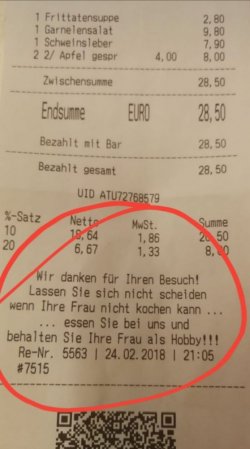 1 Frittatensuppe 2,80
1 Garnelensalat 9,80
1 Schweinsleber 7,90
2 2/ Apfel gespr 4,00 8,00
Zwischensumme 28,50
Endsumme EURO 28,50
Bezahlt mit Bar 28,50
Bezahlt gesamt 28,50
UID ATU72768579
%-Satz Netto MwSt. Summe
10 18,64 1,86 20,50
20 6,67 1,33 8,00
Wir danken für Ihren Besuch!
Lassen Sie sich nicht scheiden
wenn Ihre Frau nicht kochen kann ...
... essen Sie bei uns und
behalten Sie Ihre Frau als Hobby!!!
Re-Nr. 5563 | 24.02.2018 | 21:05
#7515